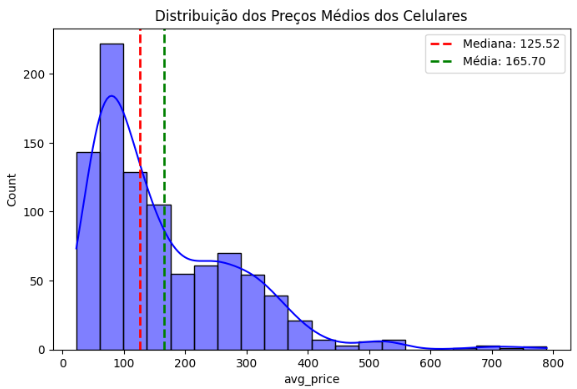 Distribuição dos Preços Médios dos Celulares
Mediana: 125.52
Média: 165.70
Count
200
150
100
50
0
0 100 200 300 400 500 600 700 800
avg_price